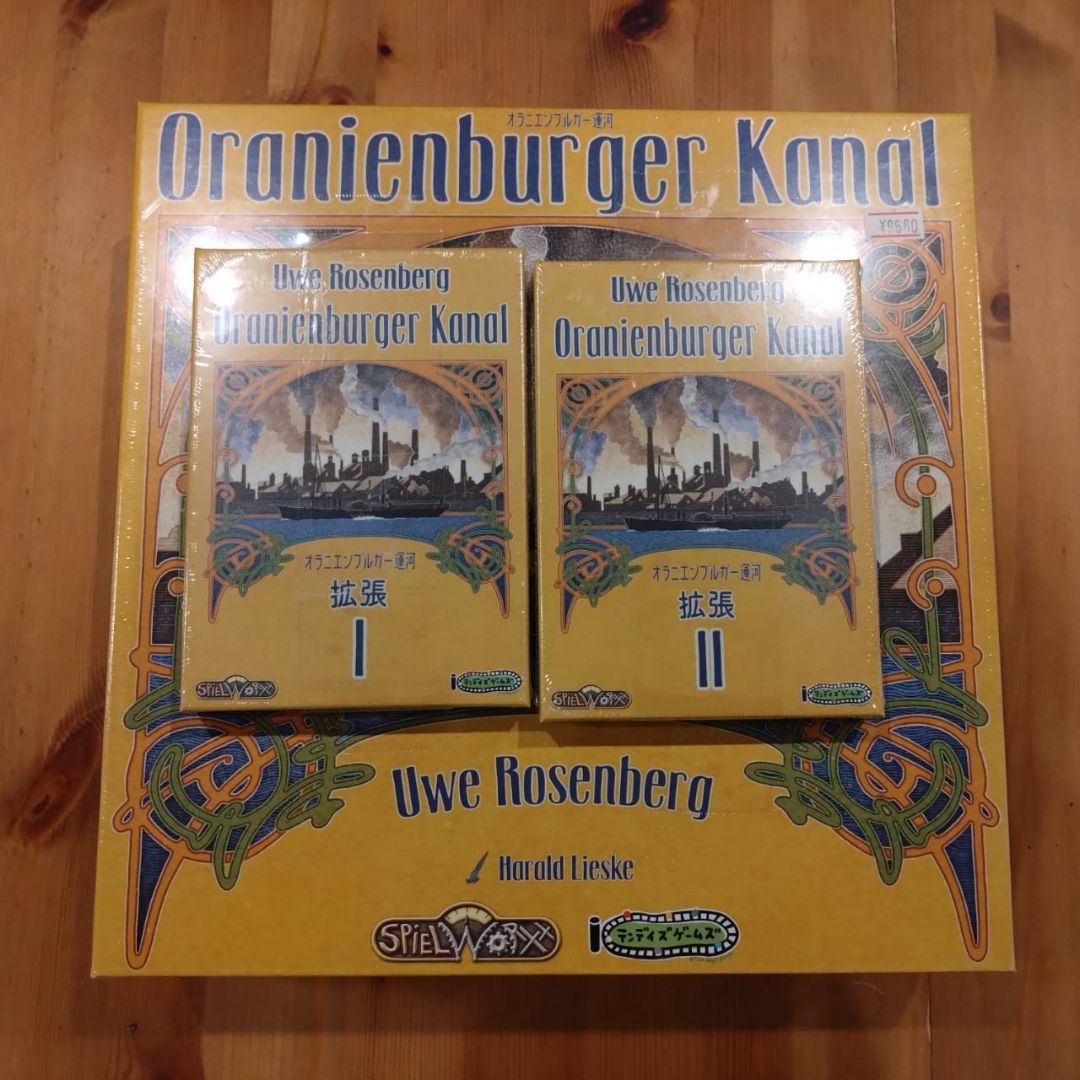 オラニエンブルガー運河
Oranienburger Kanal
Uwe Rosenberg
Oranienburger Kanal
オラニエンブルガー運河
拡張
I
SPIELWORXX
テンデイズゲームズ
Uwe Rosenberg
Oranienburger Kanal
オラニエンブルガー運河
拡張
II
SPIELWORXX
テンデイズゲームズ
Uwe Rosenberg
Harald Lieske
SPIELWORXX
テンデイズゲームズ